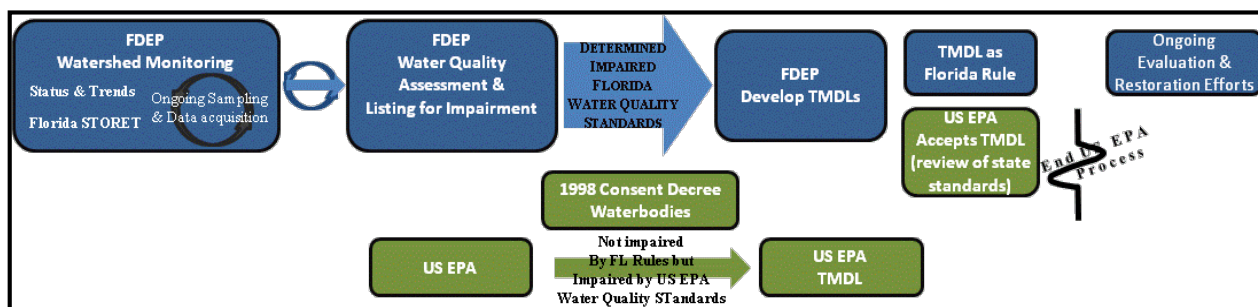 FDEP
Watershed Monitoring
Status & Trends
Florida STORET
Ongoing Sampling
& Data acquisition
FDEP
Water Quality
Assessment &
Listing for Impairment
DETERMINED
IMPAIRED
FLORIDA
WATER QUALITY
STANDARDS
FDEP
Develop TMDLs
TMDL as
Florida Rule
US EPA
Accepts TMDL
(review of state
standards)
End US EPA
Process
Ongoing
Evaluation &
Restoration Efforts
1998 Consent Decree
Waterbodies
US EPA
Not impaired
By FL Rules but
Impaired by US EPA
Water Quality STandards
US EPA
TMDL